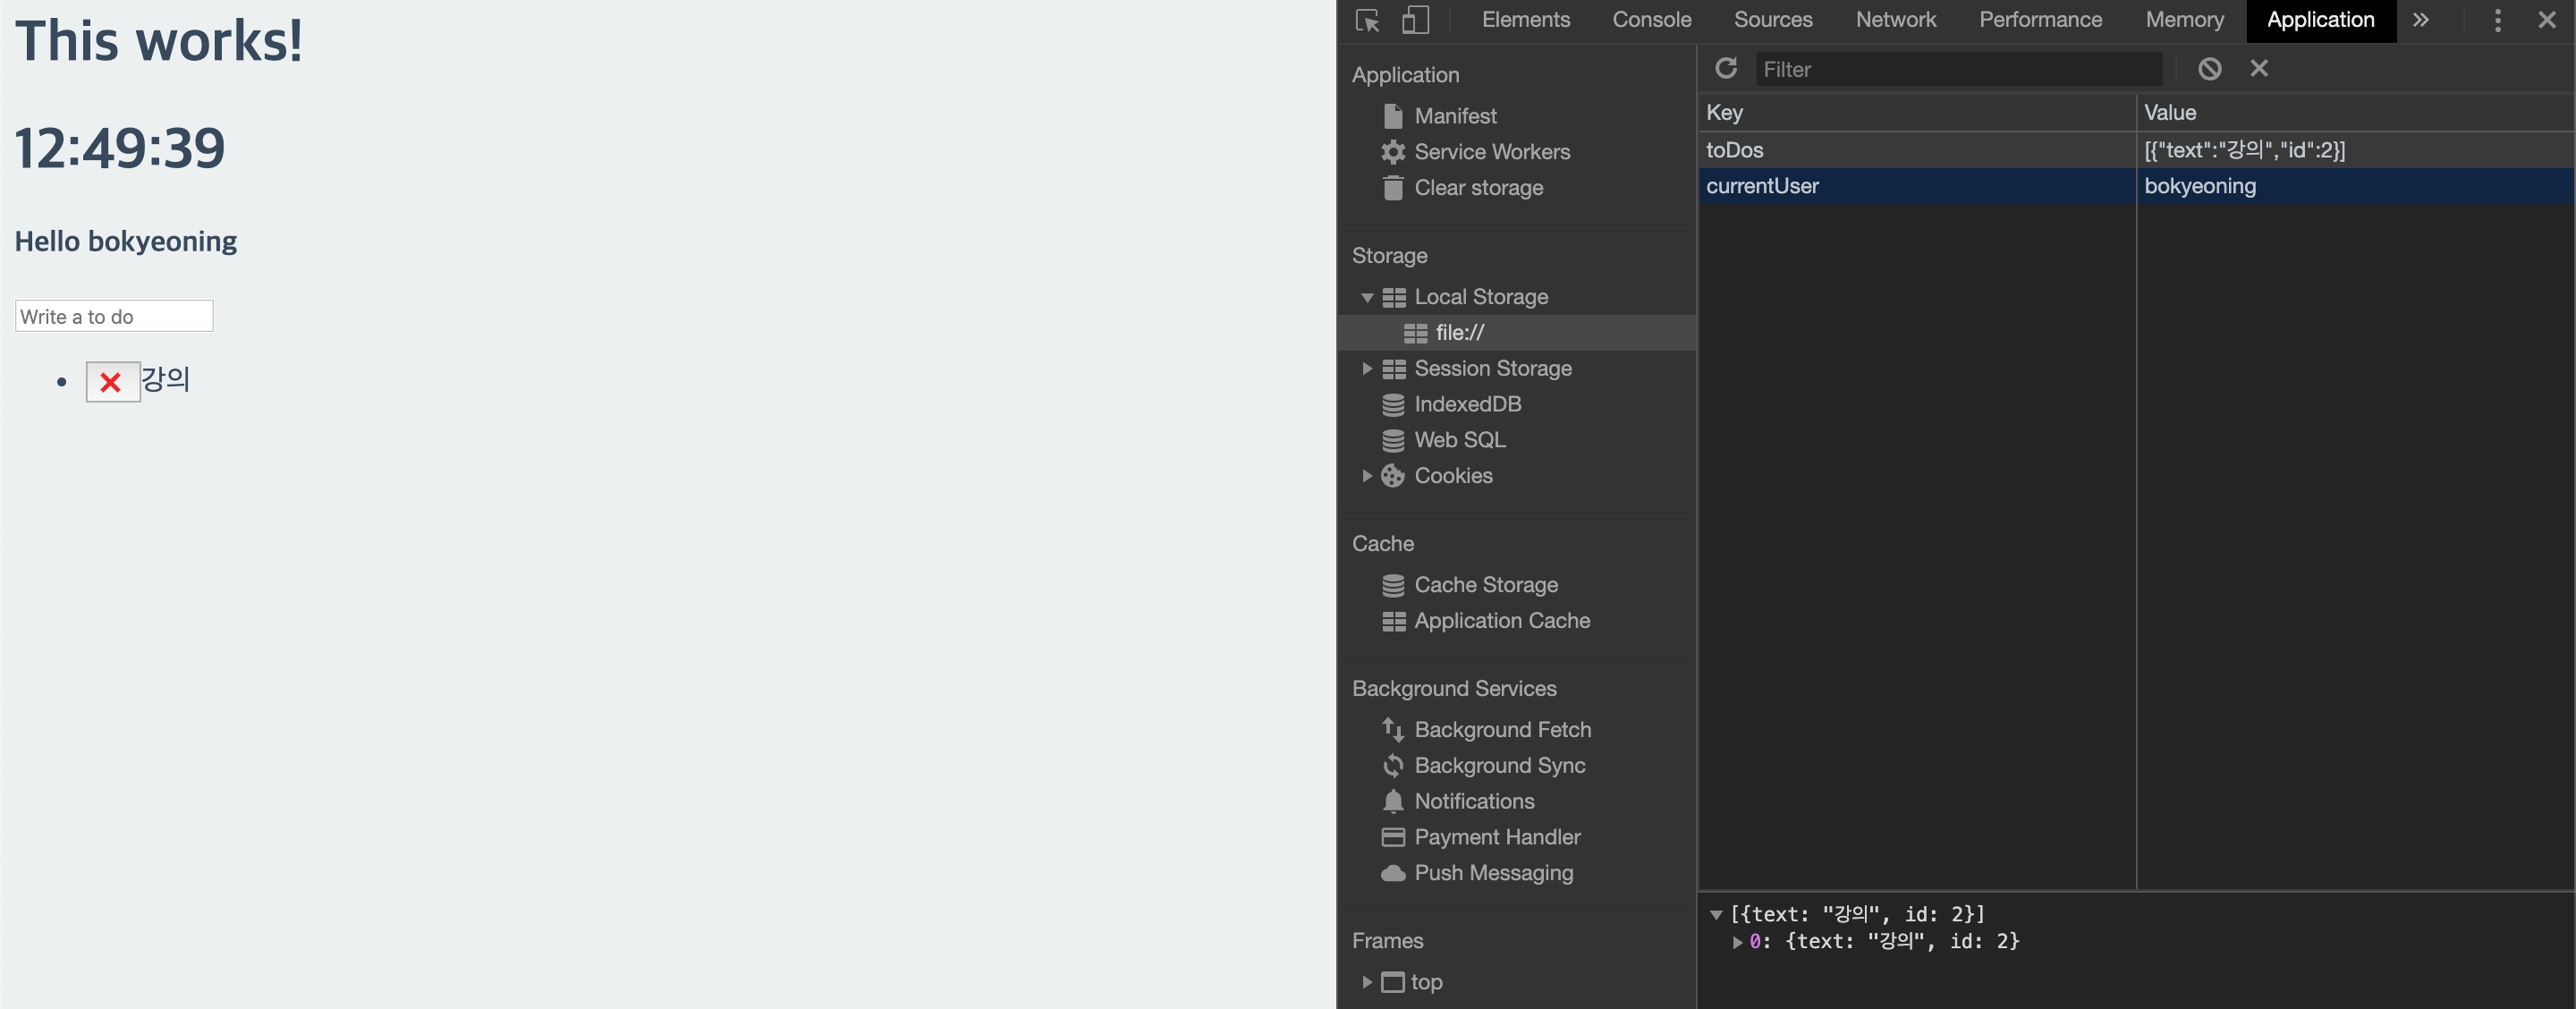 This works!
12:49:39
Hello bokyeoning
Write a to do
강의
Elements Console Sources Network Performance Memory Application
Application
Manifest
Service Workers
Clear storage
Storage
Local Storage
file://
Session Storage
IndexedDB
Web SQL
Cookies
Cache
Cache Storage
Application Cache
Background Services
Background Fetch
Background Sync
Notifications
Payment Handler
Push Messaging
Frames
top
Filter
Key Value
toDos [{"text":"강의","id":2}]
currentUser bokyeoning
[{text: "강의", id: 2}]
0: {text: "강의", id: 2}